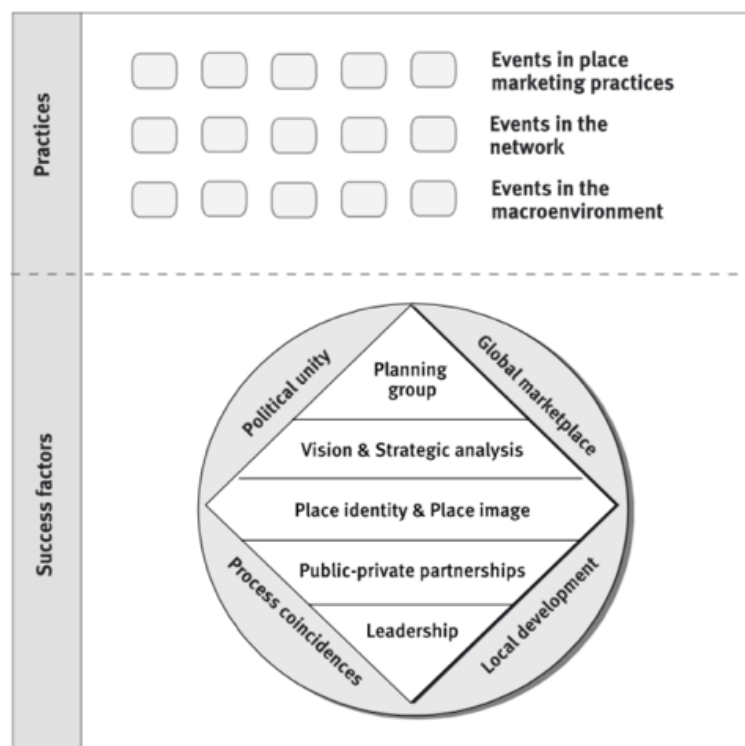 Practices
Events in place
marketing practices
Events in the
network
Events in the
macroenvironment
Success factors
Political unity
Global marketplace
Planning
group
Vision & Strategic analysis
Place identity & Place image
Public-private partnerships
Leadership
Process coincidences
Local development